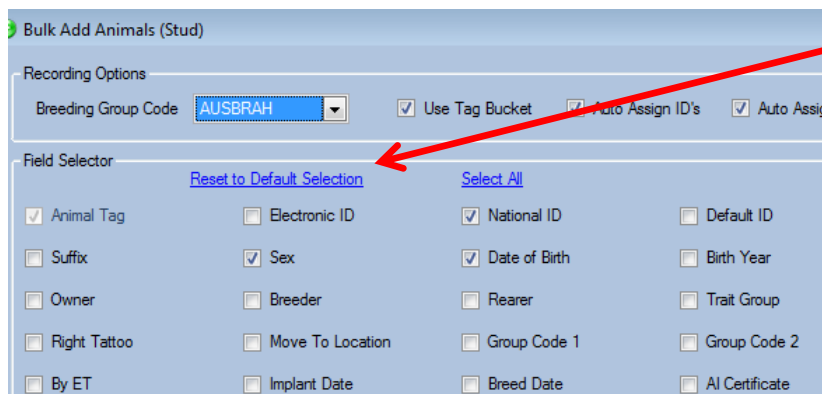 Bulk Add Animals (Stud)
Recording Options
Breeding Group Code AUSBRAH Use Tag Bucket Auto Assign ID's Auto Assig
Field Selector
Reset to Default Selection Select All
Animal Tag Electronic ID National ID Default ID
Suffix Sex Date of Birth Birth Year
Owner Breeder Rearer Trait Group
Right Tattoo Move To Location Group Code 1 Group Code 2
By ET Implant Date Breed Date AI Certificate